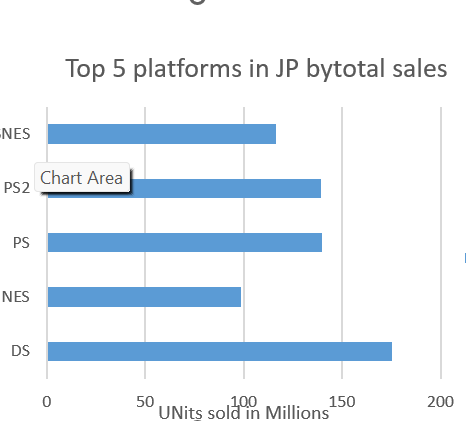 Top 5 platforms in JP bytotal sales
SNES
Chart Area
PS2
PS
NES
DS
0 50 100 150 200
UNits sold in Millions